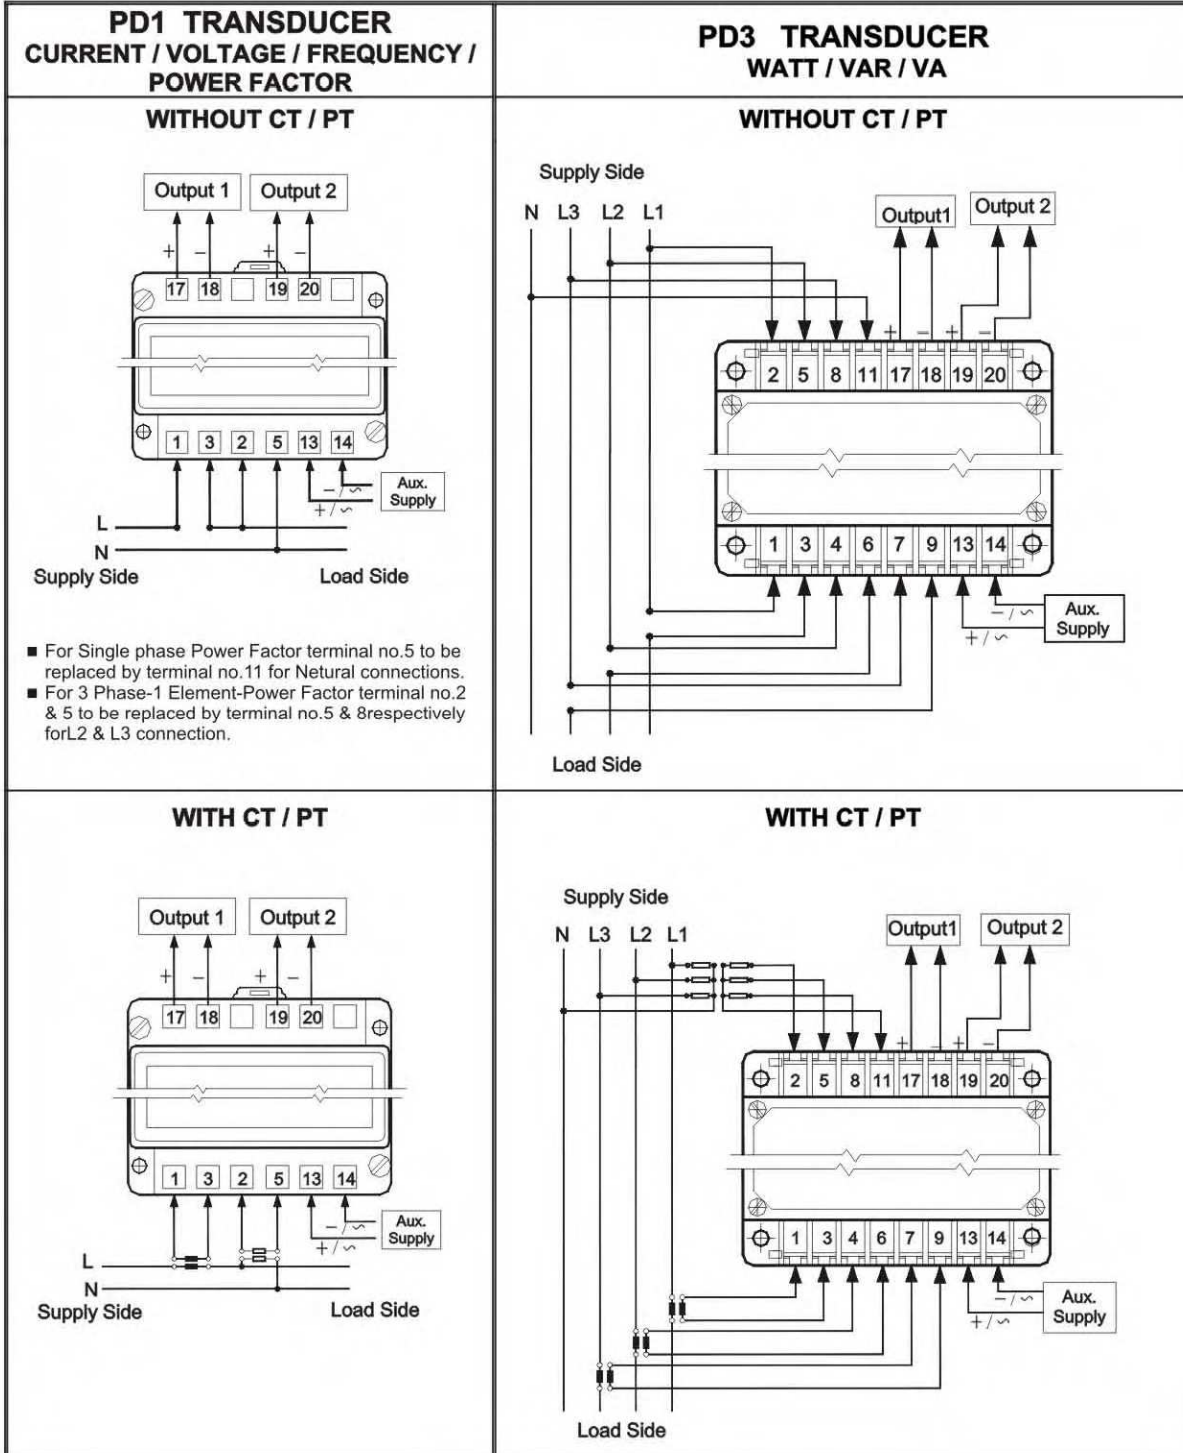 PD1 TRANSDUCER
CURRENT / VOLTAGE / FREQUENCY /
POWER FACTOR
PD3 TRANSDUCER
WATT / VAR / VA
WITHOUT CT / PT
Output 1 Output 2
+ − + −
17 18 19 20
1 3 2 5 13 14
− / ∿
+ / ∿
Aux.
Supply
L
N
Supply Side Load Side
■ For Single phase Power Factor terminal no.5 to be
replaced by terminal no.11 for Netural connections.
■ For 3 Phase-1 Element-Power Factor terminal no.2
& 5 to be replaced by terminal no.5 & 8respectively
forL2 & L3 connection.
WITHOUT CT / PT
Supply Side
N L3 L2 L1
Output1 Output 2
+ − + −
2 5 8 11 17 18 19 20
1 3 4 6 7 9 13 14
− / ∿
+ / ∿
Aux.
Supply
Load Side
WITH CT / PT
Output 1 Output 2
+ − + −
17 18 19 20
1 3 2 5 13 14
− / ∿
+ / ∿
Aux.
Supply
L
N
Supply Side Load Side
WITH CT / PT
Supply Side
N L3 L2 L1
Output1 Output 2
+ − + −
2 5 8 11 17 18 19 20
1 3 4 6 7 9 13 14
− / ∿
+ / ∿
Aux.
Supply
Load Side